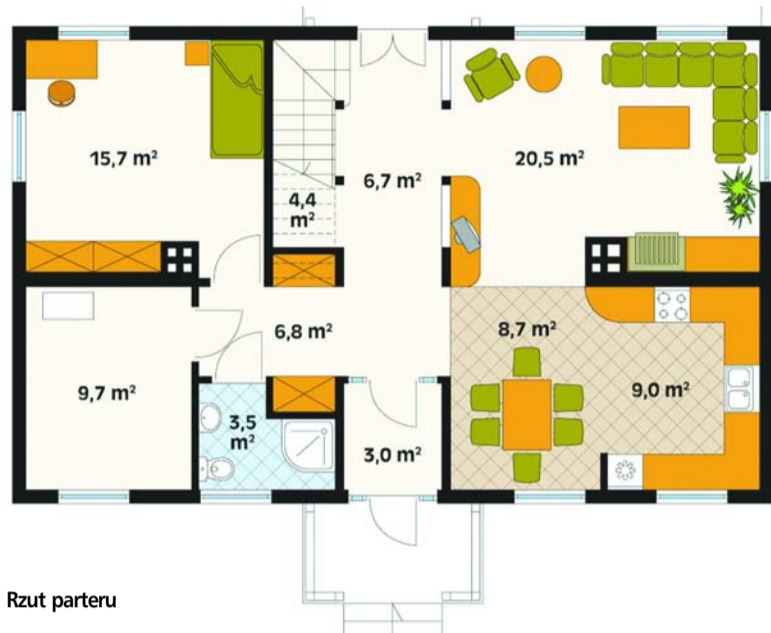 15,7 m²
6,7 m²
20,5 m²
4,4
m²
6,8 m²
8,7 m²
9,7 m²
9,0 m²
3,5
m²
3,0 m²
Rzut parteru